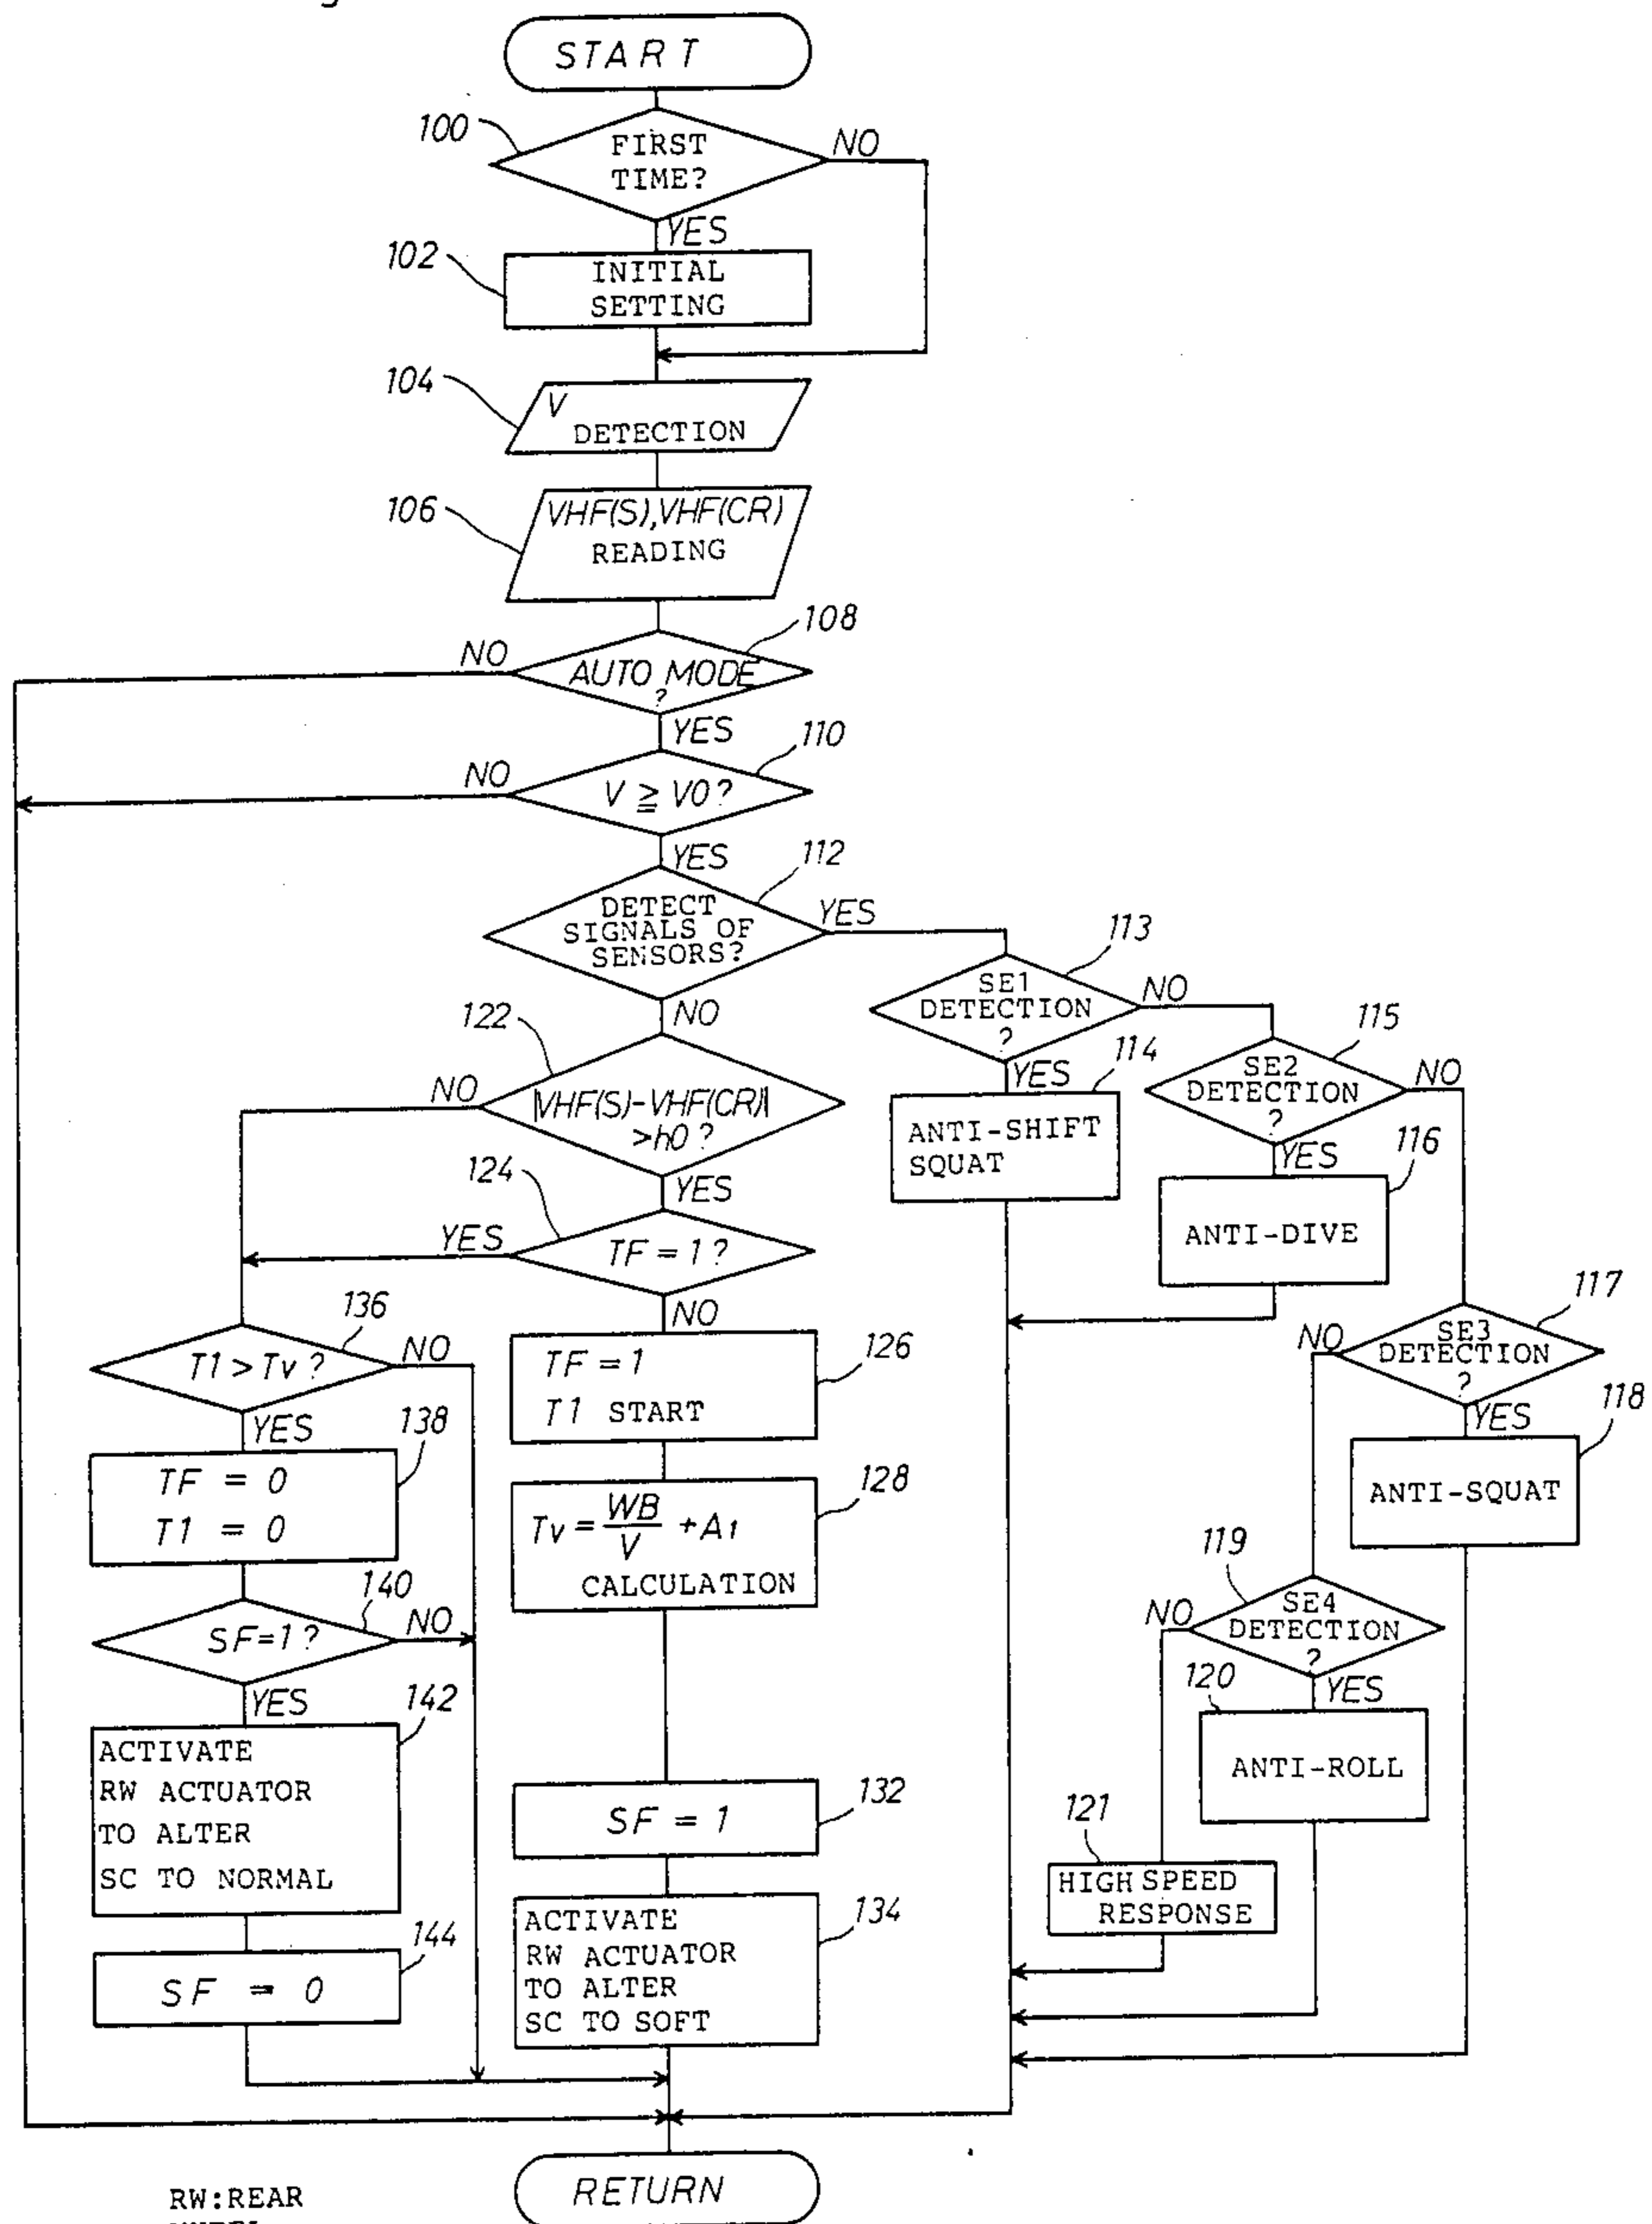 START
100
FIRST
TIME?
NO
YES
102
INITIAL
SETTING
104
V
DETECTION
106
VHF(S),VHF(CR)
READING
108
NO
AUTO MODE
?
YES
110
NO
V ≧ V0?
YES
112
DETECT
SIGNALS OF
SENSORS?
YES
NO
113
SE1
DETECTION
?
NO
YES
114
ANTI-SHIFT
SQUAT
115
SE2
DETECTION
?
NO
YES
116
ANTI-DIVE
117
NO
SE3
DETECTION
?
YES
118
ANTI-SQUAT
119
NO
SE4
DETECTION
?
YES
120
ANTI-ROLL
121
HIGH SPEED
RESPONSE
122
NO
|VHF(S)-VHF(CR)|
>h0?
YES
124
YES
TF = 1?
NO
126
TF = 1
T1 START
128
Tv = WB/V + A1
CALCULATION
132
SF = 1
134
ACTIVATE
RW ACTUATOR
TO ALTER
SC TO SOFT
136
T1 > Tv?
NO
YES
138
TF = 0
T1 = 0
140
SF=1?
NO
YES
142
ACTIVATE
RW ACTUATOR
TO ALTER
SC TO NORMAL
144
SF = 0
RETURN
RW:REAR